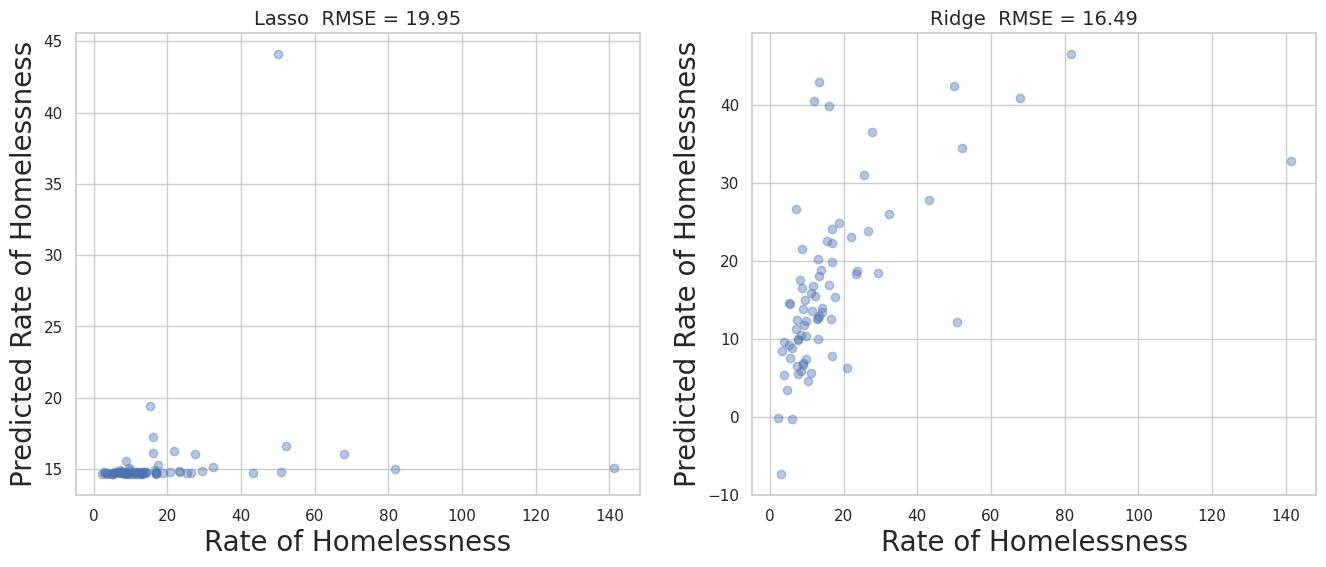 Lasso  RMSE = 19.95
Predicted Rate of Homelessness
45
40
35
30
25
20
15
0 20 40 60 80 100 120 140
Rate of Homelessness
Ridge  RMSE = 16.49
Predicted Rate of Homelessness
40
30
20
10
0
−10
0 20 40 60 80 100 120 140
Rate of Homelessness